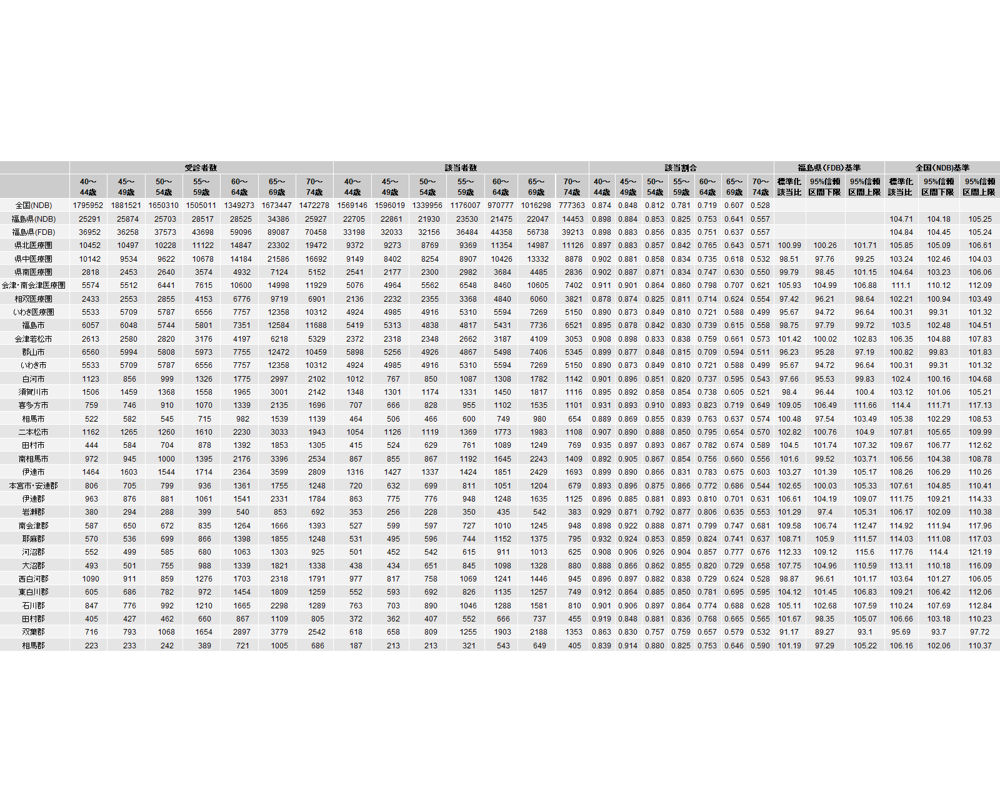 受診者数 該当者数 該当割合 福島県(FDB)基準 全国(NDB)基準
40～ 45～ 50～ 55～ 60～ 65～ 70～ 40～ 45～ 50～ 55～ 60～ 65～ 70～ 40～ 45～ 50～ 55～ 60～ 65～ 70～ 標準化 95%信頼 95%信頼 標準化 95%信頼 95%信頼
44歳 49歳 54歳 59歳 64歳 69歳 74歳 44歳 49歳 54歳 59歳 64歳 69歳 74歳 44歳 49歳 54歳 59歳 64歳 69歳 74歳 該当比 区間下限 区間上限 該当比 区間下限 区間上限
全国(NDB) 1795952 1881521 1650310 1505011 1349273 1673447 1472278 1569146 1596019 1339956 1176007 970777 1016298 777363 0.874 0.848 0.812 0.781 0.719 0.607 0.528
福島県(NDB) 25291 25874 25703 28517 28525 34386 25927 22705 22861 21930 23530 21475 22047 14453 0.898 0.884 0.853 0.825 0.753 0.641 0.557 104.71 104.18 105.25
福島県(FDB) 36952 36258 37573 43698 59096 89087 70458 33198 32033 32156 36484 44358 56738 39213 0.898 0.883 0.856 0.835 0.751 0.637 0.557 104.84 104.45 105.24
県北医療圏 10452 10497 10228 11122 14847 23302 19472 9372 9273 8769 9369 11354 14987 11126 0.897 0.883 0.857 0.842 0.765 0.643 0.571 100.99 100.26 101.71 105.85 105.09 106.61
県中医療圏 10142 9534 9622 10678 14184 21586 16692 9149 8402 8254 8907 10426 13332 8878 0.902 0.881 0.858 0.834 0.735 0.618 0.532 98.51 97.76 99.25 103.24 102.46 104.03
県南医療圏 2818 2453 2640 3574 4932 7124 5152 2541 2177 2300 2982 3684 4485 2836 0.902 0.887 0.871 0.834 0.747 0.630 0.550 99.79 98.45 101.15 104.64 103.23 106.06
会津・南会津医療圏 5574 5512 6441 7615 10600 14998 11929 5076 4964 5562 6548 8460 10605 7402 0.911 0.901 0.864 0.860 0.798 0.707 0.621 105.93 104.99 106.88 111.1 110.12 112.09
相双医療圏 2433 2553 2855 4153 6776 9719 6901 2136 2232 2355 3368 4840 6060 3821 0.878 0.874 0.825 0.811 0.714 0.624 0.554 97.42 96.21 98.64 102.21 100.94 103.49
いわき医療圏 5533 5709 5787 6556 7757 12358 10312 4924 4985 4916 5310 5594 7269 5150 0.890 0.873 0.849 0.810 0.721 0.588 0.499 95.67 94.72 96.64 100.31 99.31 101.32
福島市 6057 6048 5744 5801 7351 12584 11688 5419 5313 4838 4817 5431 7736 6521 0.895 0.878 0.842 0.830 0.739 0.615 0.558 98.75 97.79 99.72 103.5 102.48 104.51
会津若松市 2613 2580 2820 3176 4197 6218 5329 2372 2318 2348 2662 3187 4109 3053 0.908 0.898 0.833 0.838 0.759 0.661 0.573 101.42 100.02 102.83 106.35 104.88 107.83
郡山市 6560 5994 5808 5973 7755 12472 10459 5898 5256 4926 4867 5498 7406 5345 0.899 0.877 0.848 0.815 0.709 0.594 0.511 96.23 95.28 97.19 100.82 99.83 101.83
いわき市 5533 5709 5787 6556 7757 12358 10312 4924 4985 4916 5310 5594 7269 5150 0.890 0.873 0.849 0.810 0.721 0.588 0.499 95.67 94.72 96.64 100.31 99.31 101.32
白河市 1123 856 999 1326 1775 2997 2102 1012 767 850 1087 1308 1782 1142 0.901 0.896 0.851 0.820 0.737 0.595 0.543 97.66 95.53 99.83 102.4 100.16 104.68
須賀川市 1506 1459 1368 1558 1965 3001 2142 1348 1301 1174 1331 1450 1817 1116 0.895 0.892 0.858 0.854 0.738 0.605 0.521 98.4 96.44 100.4 103.12 101.06 105.21
喜多方市 759 746 910 1070 1339 2135 1696 707 666 828 955 1102 1535 1101 0.931 0.893 0.910 0.893 0.823 0.719 0.649 109.05 106.49 111.66 114.4 111.71 117.13
相馬市 522 582 545 715 982 1539 1139 464 506 466 600 749 980 654 0.889 0.869 0.855 0.839 0.763 0.637 0.574 100.48 97.54 103.49 105.38 102.29 108.53
二本松市 1162 1265 1260 1610 2230 3033 1943 1054 1126 1119 1369 1773 1983 1108 0.907 0.890 0.888 0.850 0.795 0.654 0.570 102.82 100.76 104.9 107.81 105.65 109.99
田村市 444 584 704 878 1392 1853 1305 415 524 629 761 1089 1249 769 0.935 0.897 0.893 0.867 0.782 0.674 0.589 104.5 101.74 107.32 109.67 106.77 112.62
南相馬市 972 945 1000 1395 2176 3396 2534 867 855 867 1192 1645 2243 1409 0.892 0.905 0.867 0.854 0.756 0.660 0.556 101.6 99.52 103.71 106.56 104.38 108.78
伊達市 1464 1603 1544 1714 2364 3599 2809 1316 1427 1337 1424 1851 2429 1693 0.899 0.890 0.866 0.831 0.783 0.675 0.603 103.27 101.39 105.17 108.26 106.29 110.26
本宮市・安達郡 806 705 799 936 1361 1755 1248 720 632 699 811 1051 1204 679 0.893 0.896 0.875 0.866 0.772 0.686 0.544 102.65 100.03 105.33 107.61 104.85 110.41
伊達郡 963 876 881 1061 1541 2331 1784 863 775 776 948 1248 1635 1125 0.896 0.885 0.881 0.893 0.810 0.701 0.631 106.61 104.19 109.07 111.75 109.21 114.33
岩瀬郡 380 294 288 399 540 853 692 353 256 228 350 435 542 383 0.929 0.871 0.792 0.877 0.806 0.635 0.553 101.29 97.4 105.31 106.17 102.09 110.38
南会津郡 587 650 672 835 1264 1666 1393 527 599 597 727 1010 1245 948 0.898 0.922 0.888 0.871 0.799 0.747 0.681 109.58 106.74 112.47 114.92 111.94 117.96
耶麻郡 570 536 699 866 1398 1855 1248 531 495 596 744 1152 1375 795 0.932 0.924 0.853 0.859 0.824 0.741 0.637 108.71 105.9 111.57 114.03 111.08 117.03
河沼郡 552 499 585 680 1063 1303 925 501 452 542 615 911 1013 625 0.908 0.906 0.926 0.904 0.857 0.777 0.676 112.33 109.12 115.6 117.76 114.4 121.19
大沼郡 493 501 755 988 1339 1821 1338 438 434 651 845 1098 1328 880 0.888 0.866 0.862 0.855 0.820 0.729 0.658 107.75 104.96 110.59 113.11 110.18 116.09
西白河郡 1090 911 859 1276 1703 2318 1791 977 817 758 1069 1241 1446 945 0.896 0.897 0.882 0.838 0.729 0.624 0.528 98.87 96.61 101.17 103.64 101.27 106.05
東白川郡 605 686 782 972 1454 1809 1259 552 593 692 826 1135 1257 749 0.912 0.864 0.885 0.850 0.781 0.695 0.595 104.12 101.45 106.83 109.21 106.42 112.06
石川郡 847 776 992 1210 1665 2298 1289 763 703 890 1046 1288 1581 810 0.901 0.906 0.897 0.864 0.774 0.688 0.628 105.11 102.68 107.59 110.24 107.69 112.84
田村郡 405 427 462 660 867 1109 805 372 362 407 552 666 737 455 0.919 0.848 0.881 0.836 0.768 0.665 0.565 101.67 98.35 105.07 106.66 103.18 110.23
双葉郡 716 793 1068 1654 2897 3779 2542 618 658 809 1255 1903 2188 1353 0.863 0.830 0.757 0.759 0.657 0.579 0.532 91.17 89.27 93.1 95.69 93.7 97.72
相馬郡 223 233 242 389 721 1005 686 187 213 213 321 543 649 405 0.839 0.914 0.880 0.825 0.753 0.646 0.590 101.19 97.29 105.22 106.16 102.06 110.37